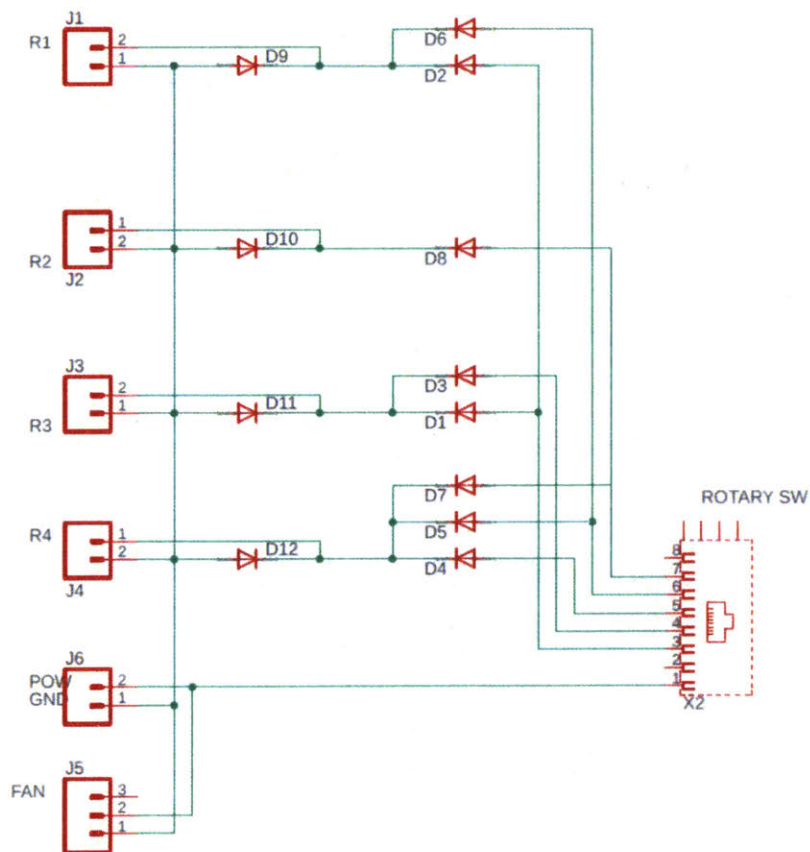 J1
R1
2
1
D9
D6
D2
R2
1
2
J2
D10
D8
J3
R3
2
1
D11
D3
D1
R4
1
2
J4
D12
D7
D5
D4
ROTARY SW
8
7
6
5
4
3
2
1
X2
J6
POW
GND
2
1
J5
FAN
3
2
1